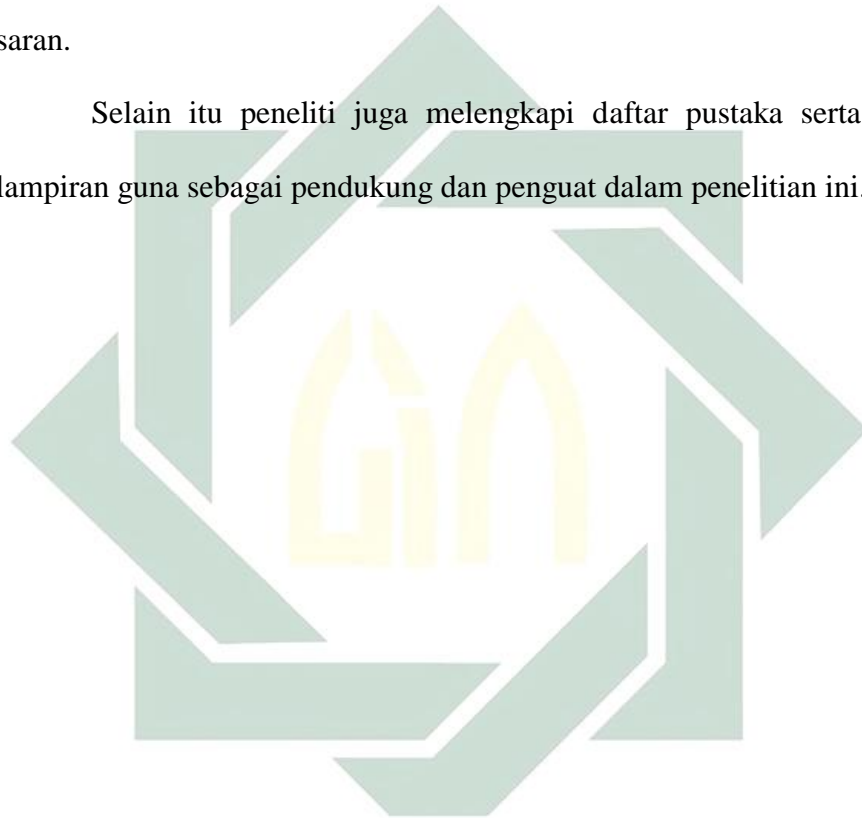 saran.
Selain itu peneliti juga melengkapi daftar pustaka serta
lampiran guna sebagai pendukung dan penguat dalam penelitian ini.